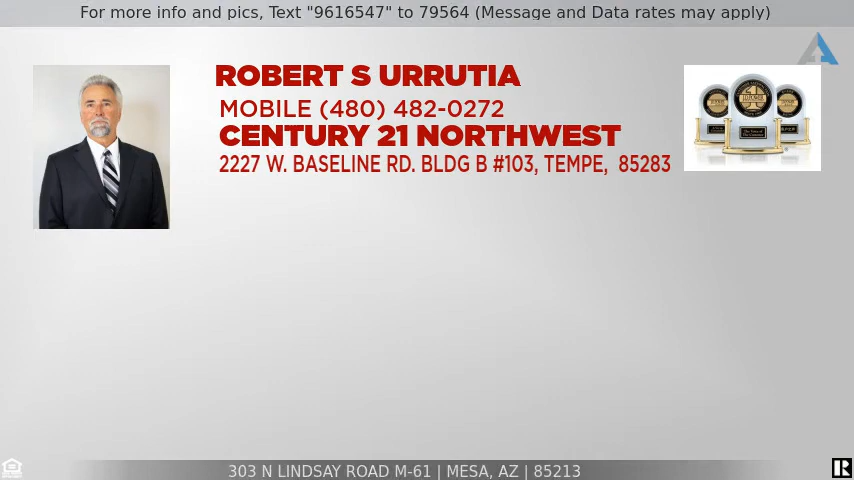 For more info and pics, Text "9616547" to 79564 (Message and Data rates may apply)
ROBERT S URRUTIA
MOBILE (480) 482-0272
CENTURY 21 NORTHWEST
2227 W. BASELINE RD. BLDG B #103, TEMPE, 85283
303 N LINDSAY ROAD M-61 | MESA, AZ | 85213